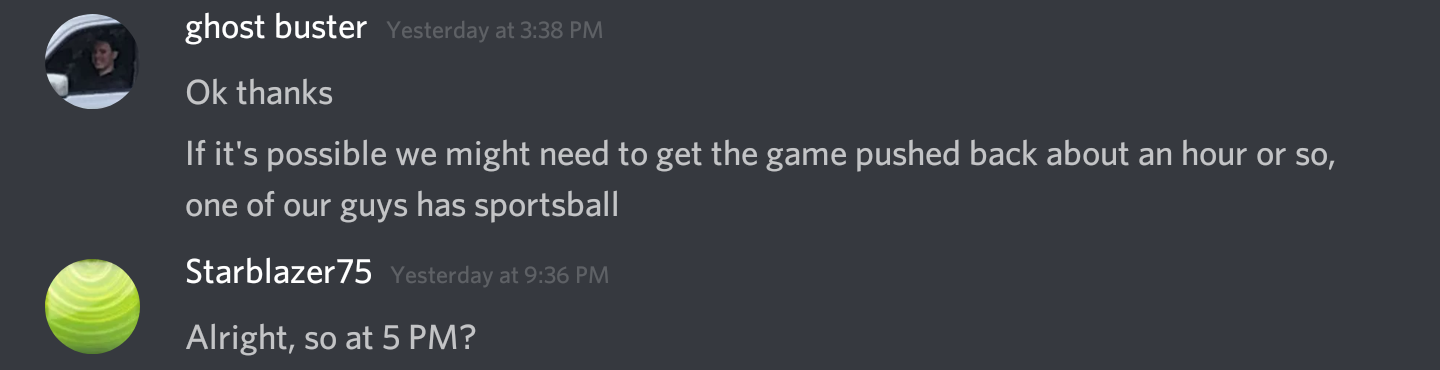 ghost buster Yesterday at 3:38 PM
Ok thanks
If it's possible we might need to get the game pushed back about an hour or so,
one of our guys has sportsball
Starblazer75 Yesterday at 9:36 PM
Alright, so at 5 PM?